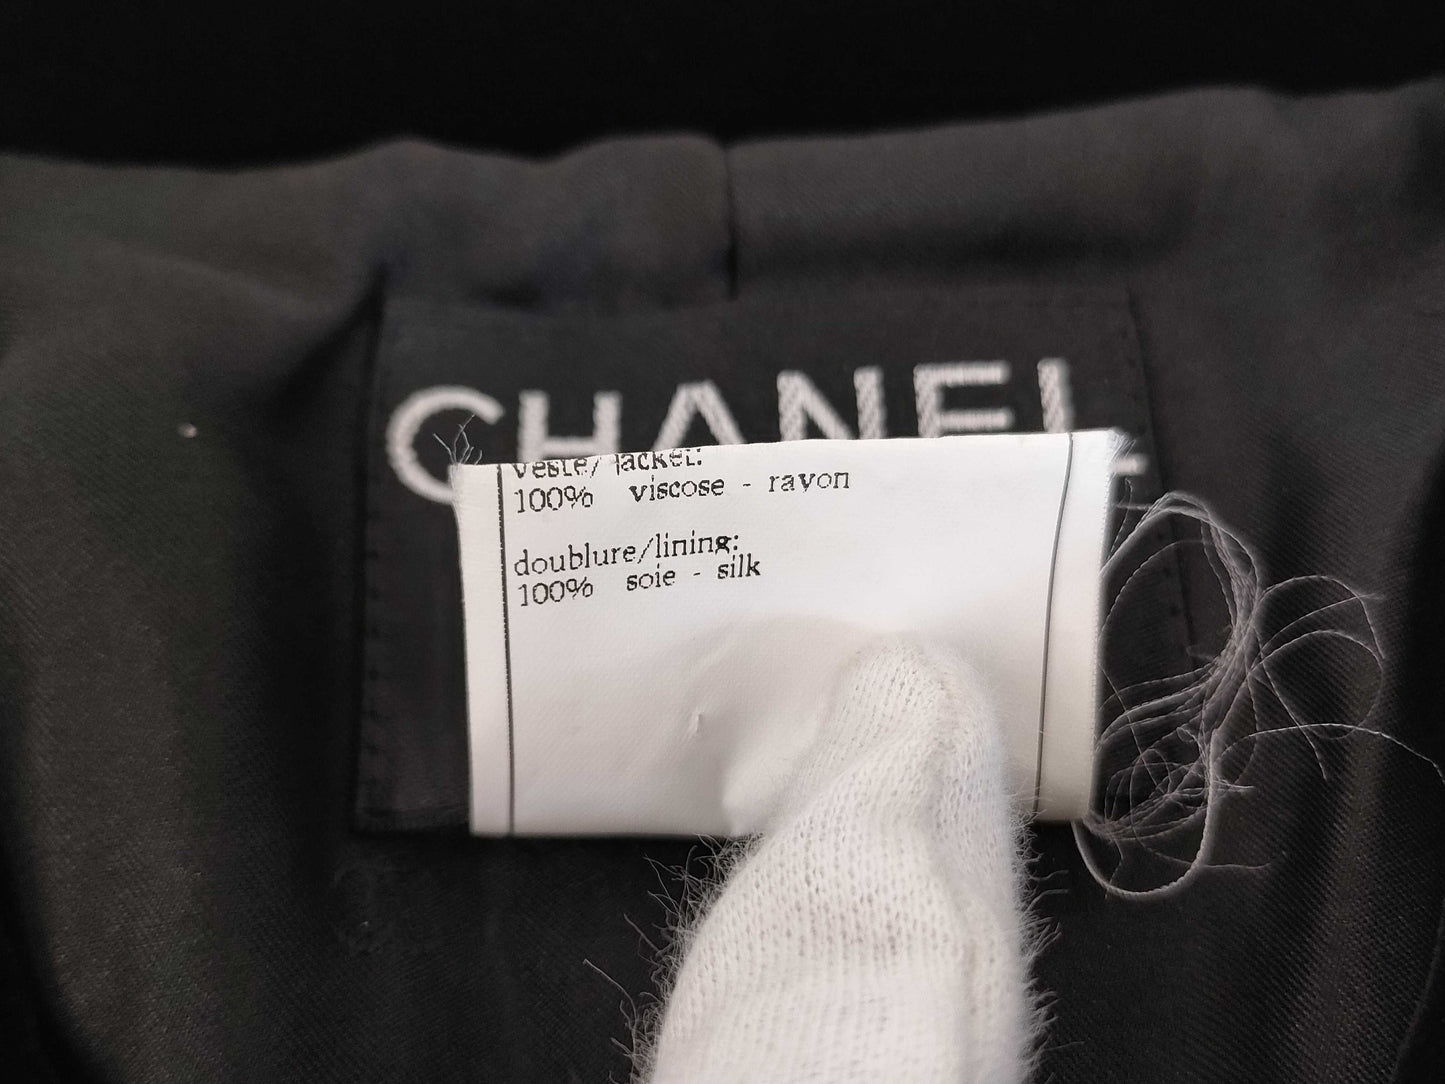 CHANEL
veste/ jacket:
100% viscose - rayon
doublure/lining:
100% soie - silk